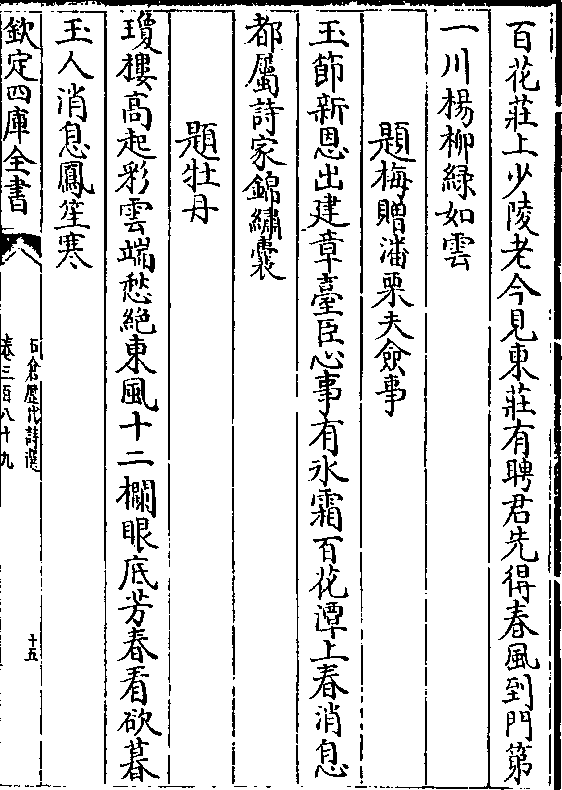 百花莊上少陵老今見東莊有聘君先得春風到門第
一川楊柳綠如雲
題梅贈潘栗夫僉事
玉節新恩出建章臺臣心事有氷霜百花潭上春消息
都屬詩家錦繡囊
題牡丹
瓊樓高起彩雲端愁絕東風十二欄眼底芳春看欲暮
玉人消息鳳笙寒
欽定四庫全書
石倉歷代詩選
卷三百八十九
十五